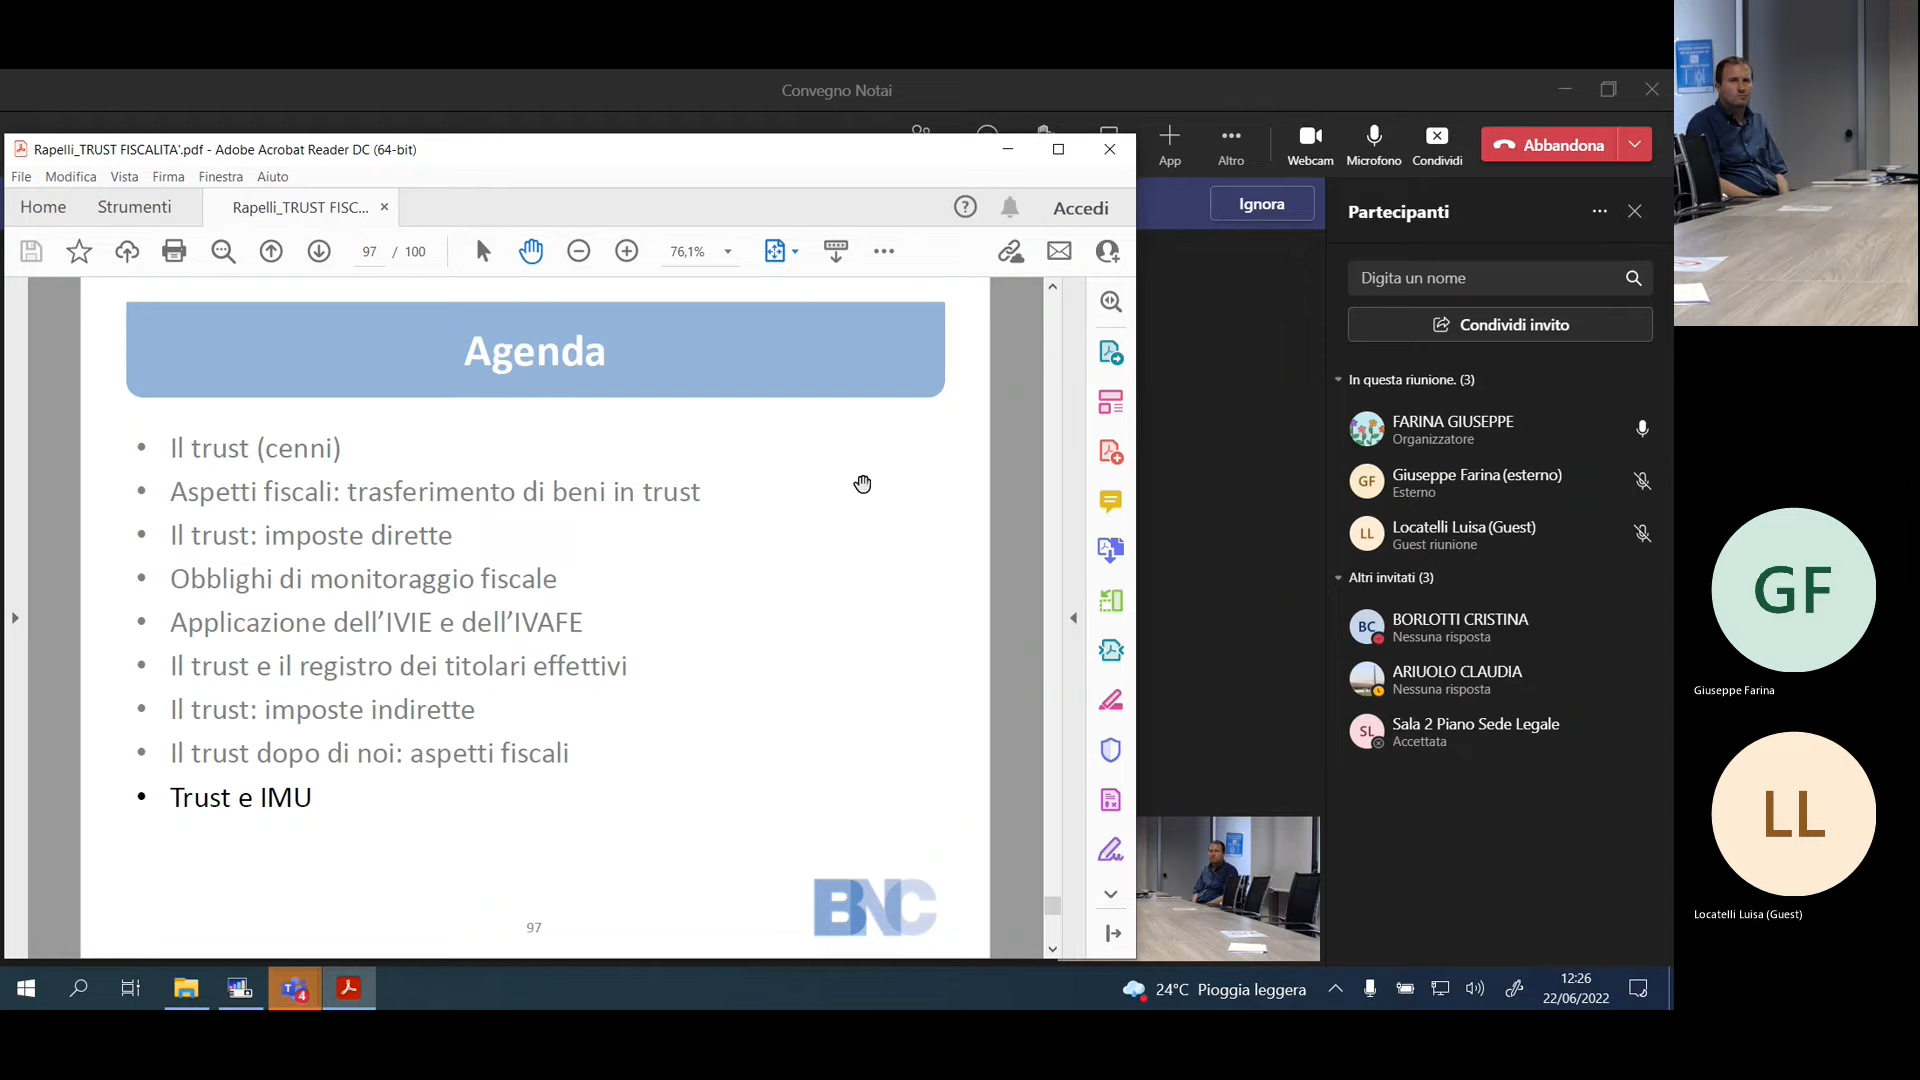 Convegno Notai
App
Altro
Webcam
Microfono
Condividi
Abbandona
Rapelli_TRUST FISCALITA'.pdf - Adobe Acrobat Reader DC (64-bit)
File Modifica Vista Firma Finestra Aiuto
Home Strumenti Rapelli_TRUST FISC... Accedi
97 / 100 76,1%
Ignora
Agenda
• Il trust (cenni)
• Aspetti fiscali: trasferimento di beni in trust
• Il trust: imposte dirette
• Obblighi di monitoraggio fiscale
• Applicazione dell’IVIE e dell’IVAFE
• Il trust e il registro dei titolari effettivi
• Il trust: imposte indirette
• Il trust dopo di noi: aspetti fiscali
• Trust e IMU
97
BNC
Partecipanti
Digita un nome
Condividi invito
In questa riunione. (3)
FARINA GIUSEPPE
Organizzatore
GF
Giuseppe Farina (esterno)
Esterno
LL
Locatelli Luisa (Guest)
Guest riunione
Altri invitati (3)
BC
BORLOTTI CRISTINA
Nessuna risposta
ARIUOLO CLAUDIA
Nessuna risposta
SL
Sala 2 Piano Sede Legale
Accettata
GF
Giuseppe Farina
LL
Locatelli Luisa (Guest)
4
24°C Pioggia leggera
12:26
22/06/2022